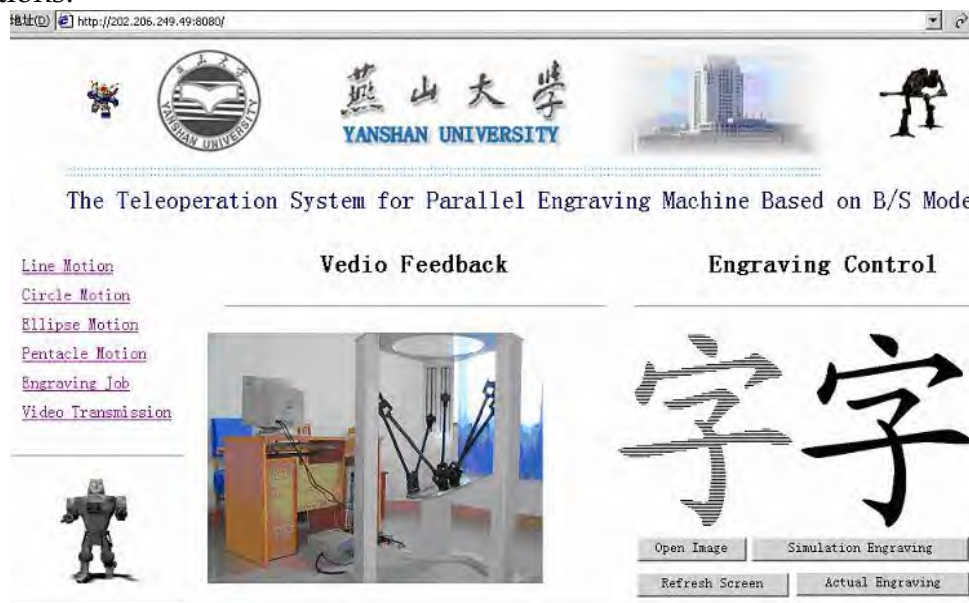 tions.
地址(D) http://202.206.249.49:8080/
燕山大学
YANSHAN UNIVERSITY
YANSHAN UNIVERSITY
The Teleoperation System for Parallel Engraving Machine Based on B/S Mode
Line Motion
Circle Motion
Ellipse Motion
Pentacle Motion
Engraving Job
Video Transmission
Vedio Feedback
Engraving Control
字 字
Open Image
Simulation Engraving
Refresh Screen
Actual Engraving